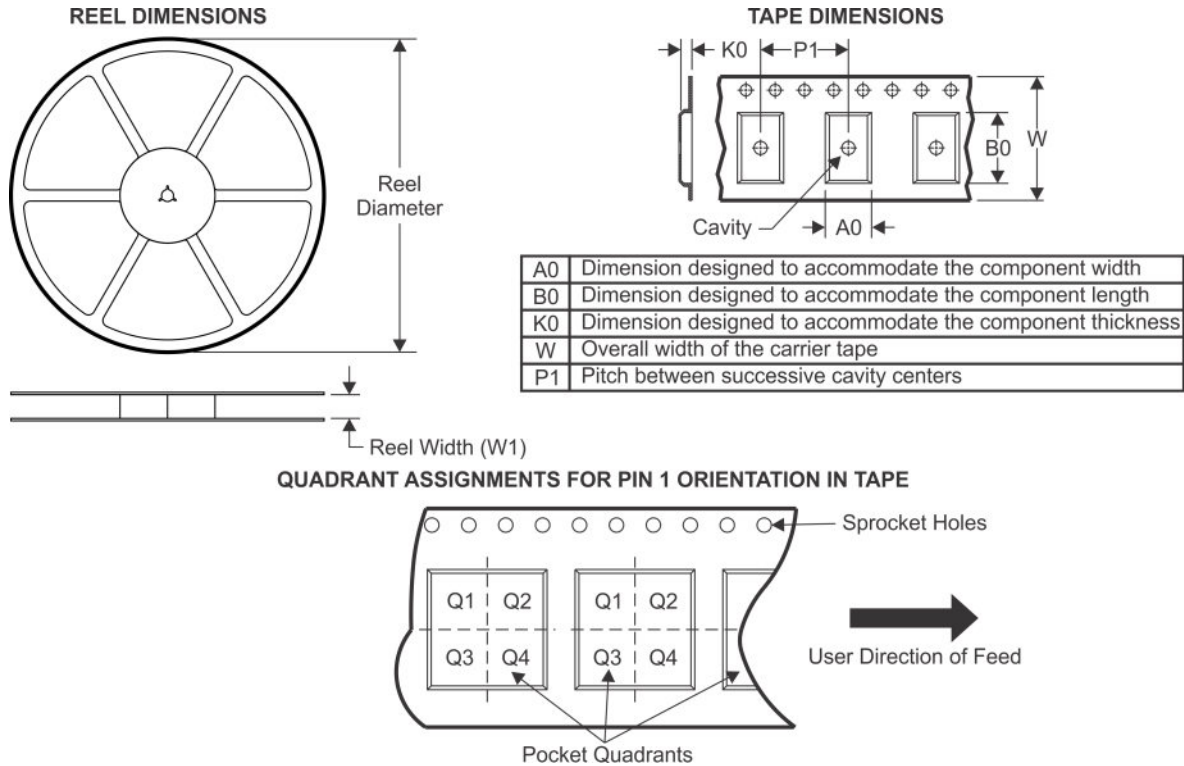 REEL DIMENSIONS
Reel
Diameter
Reel Width (W1)
TAPE DIMENSIONS
K0
P1
B0
W
Cavity
A0
A0 Dimension designed to accommodate the component width
B0 Dimension designed to accommodate the component length
K0 Dimension designed to accommodate the component thickness
W Overall width of the carrier tape
P1 Pitch between successive cavity centers
QUADRANT ASSIGNMENTS FOR PIN 1 ORIENTATION IN TAPE
Sprocket Holes
Q1 Q2 Q1 Q2
Q3 Q4 Q3 Q4
User Direction of Feed
Pocket Quadrants